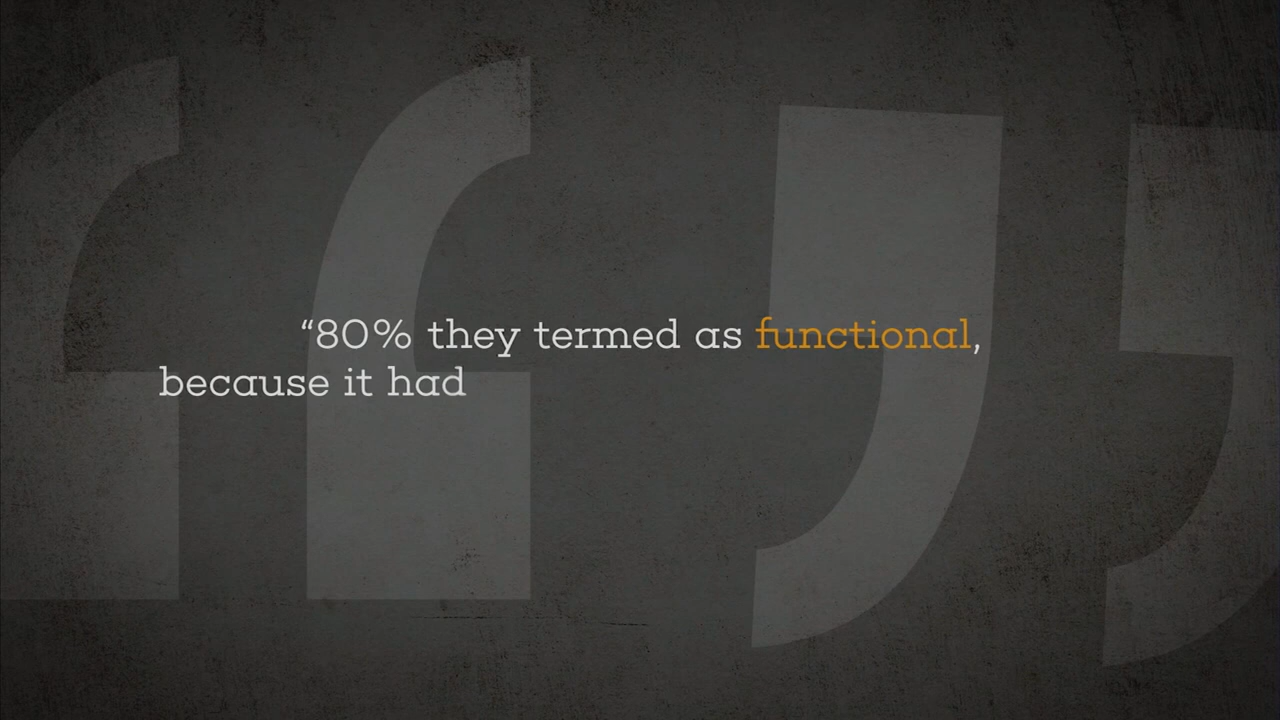 “80% they termed as functional,
because it had